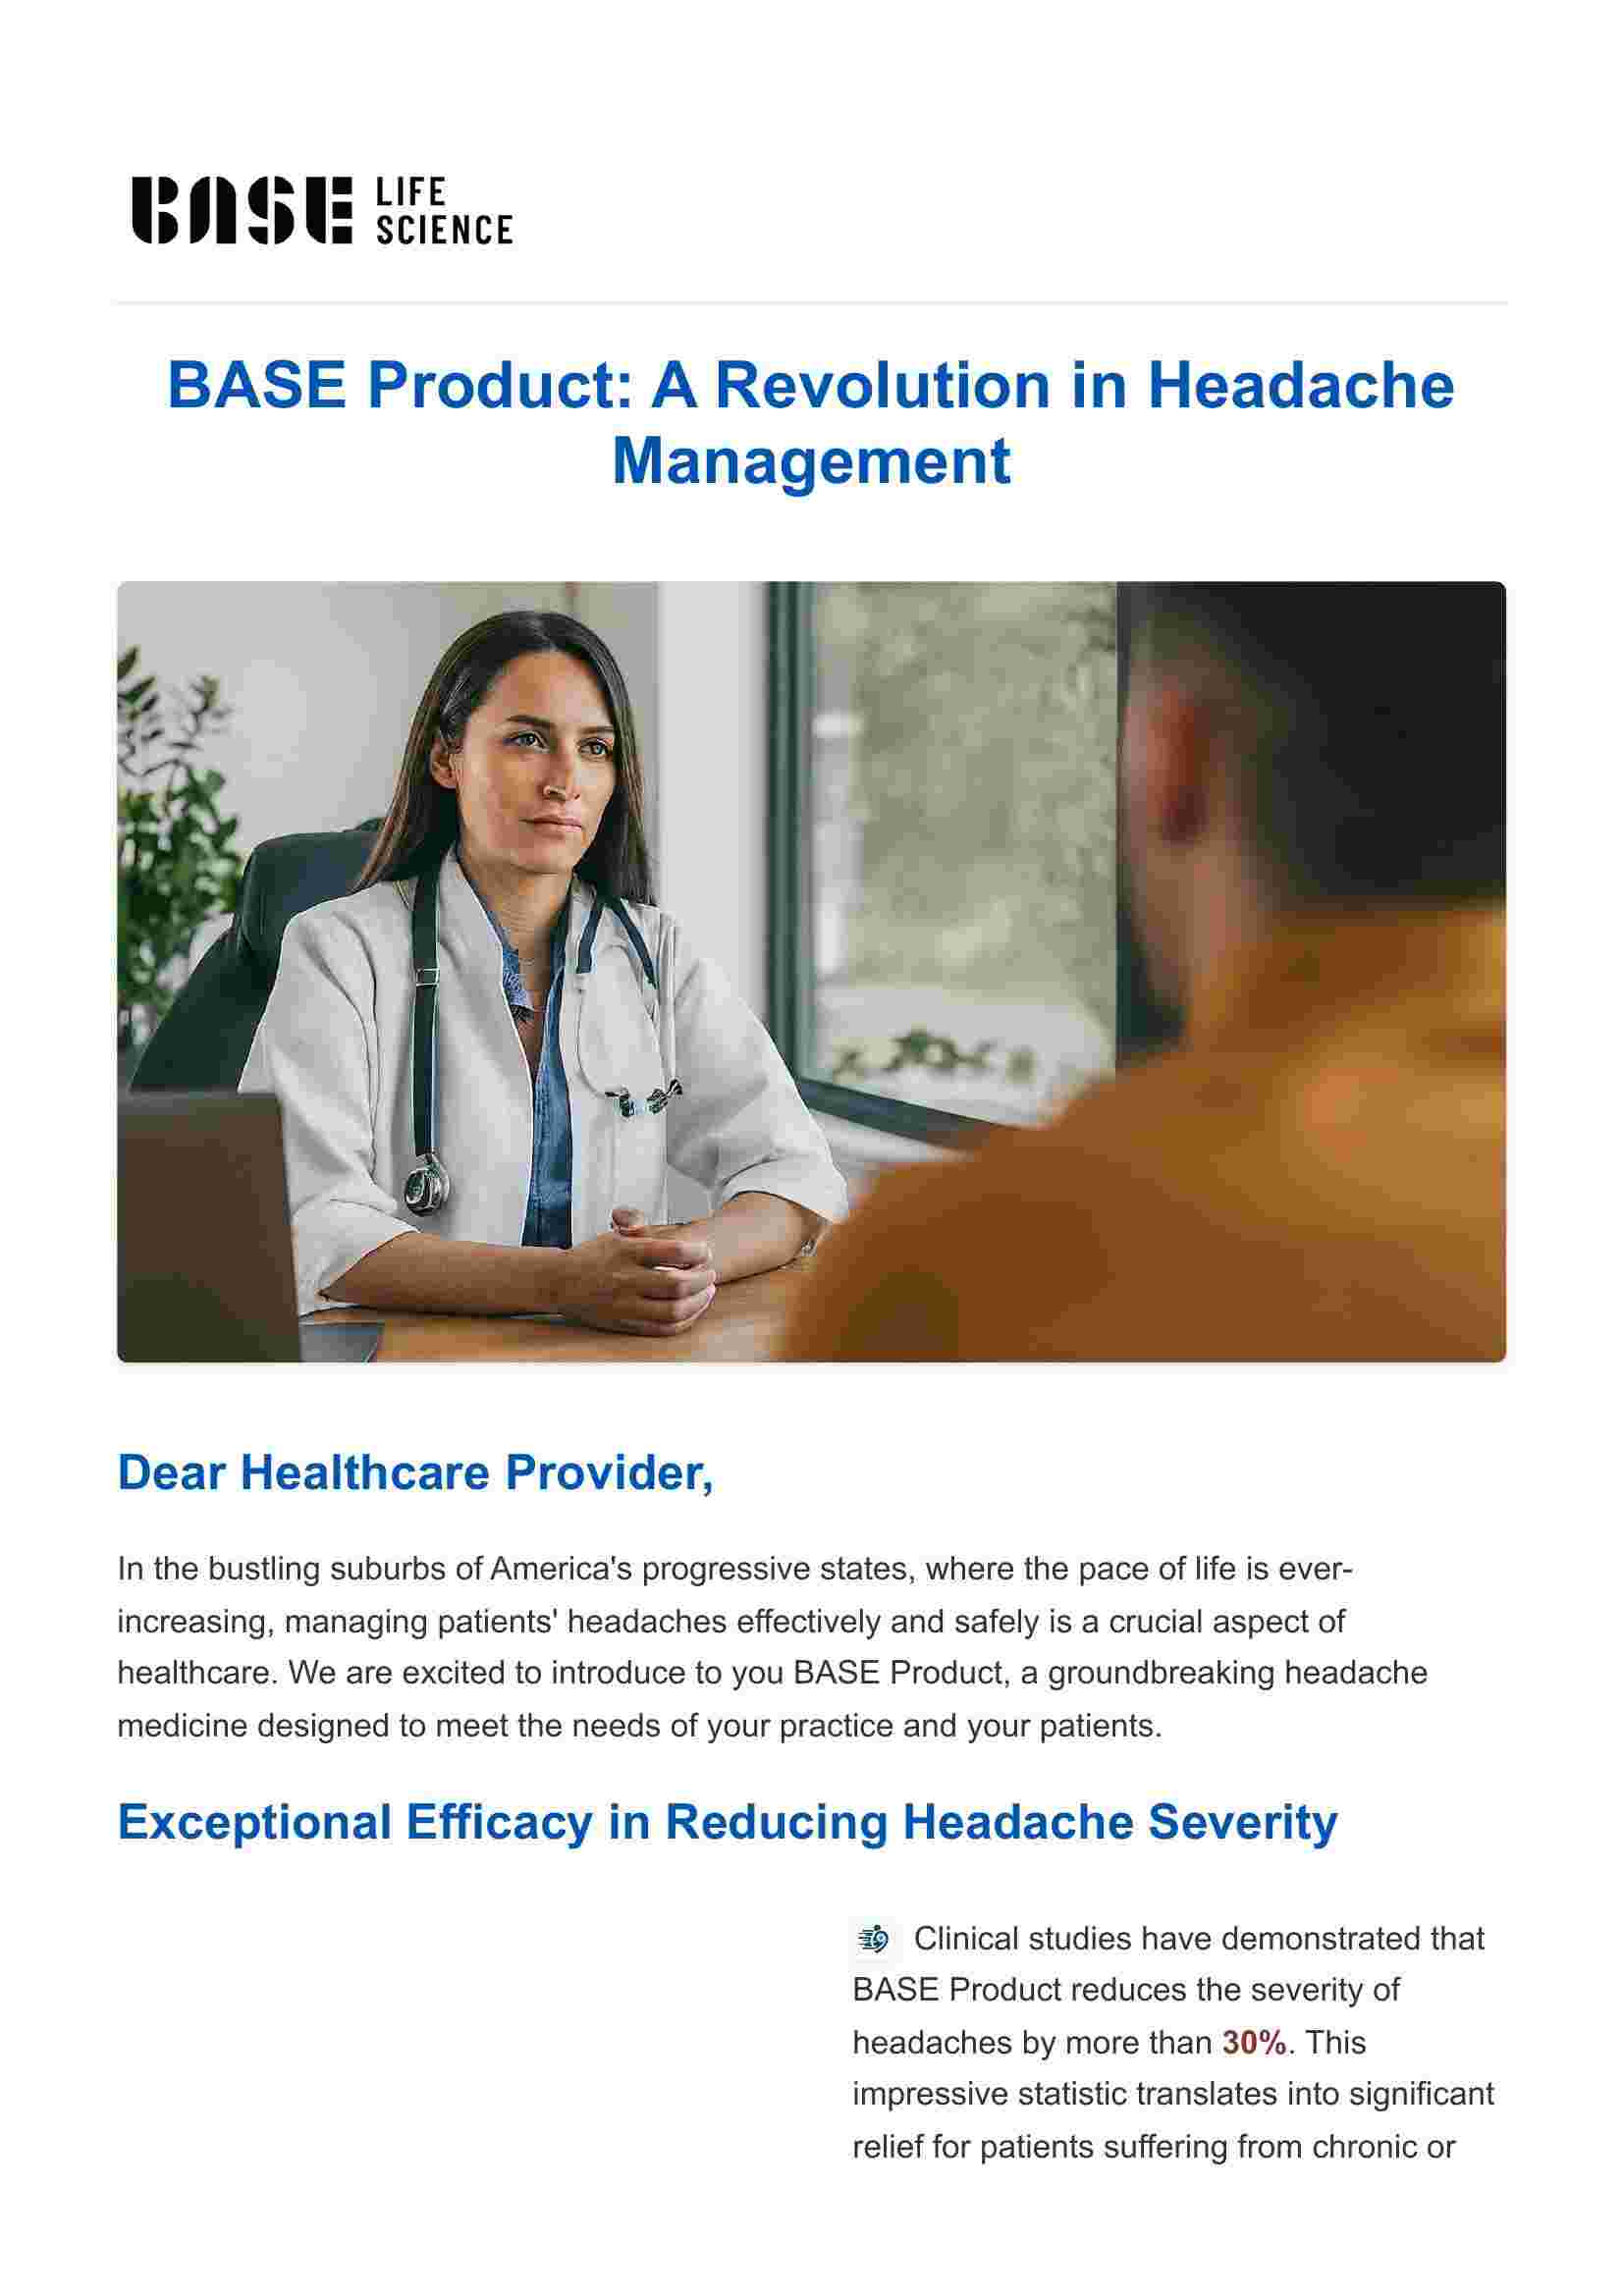 BASE LIFE SCIENCE
BASE Product: A Revolution in Headache
Management
Dear Healthcare Provider,
In the bustling suburbs of America's progressive states, where the pace of life is ever-
increasing, managing patients' headaches effectively and safely is a crucial aspect of
healthcare. We are excited to introduce to you BASE Product, a groundbreaking headache
medicine designed to meet the needs of your practice and your patients.
Exceptional Efficacy in Reducing Headache Severity
Clinical studies have demonstrated that
BASE Product reduces the severity of
headaches by more than 30%. This
impressive statistic translates into significant
relief for patients suffering from chronic or